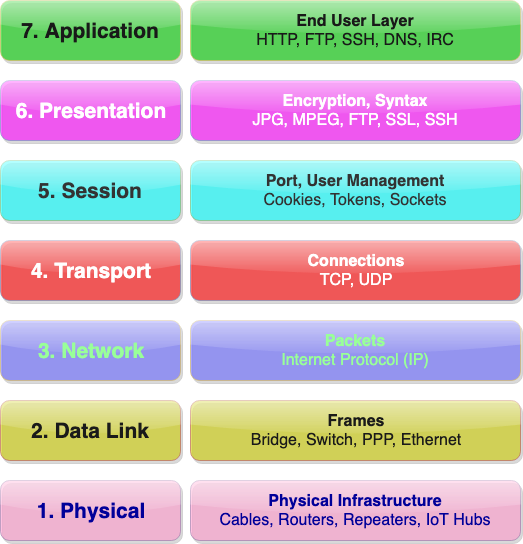 7. Application
End User Layer
HTTP, FTP, SSH, DNS, IRC
6. Presentation
Encryption, Syntax
JPG, MPEG, FTP, SSL, SSH
5. Session
Port, User Management
Cookies, Tokens, Sockets
4. Transport
Connections
TCP, UDP
3. Network
Packets
Internet Protocol (IP)
2. Data Link
Frames
Bridge, Switch, PPP, Ethernet
1. Physical
Physical Infrastructure
Cables, Routers, Repeaters, IoT Hubs